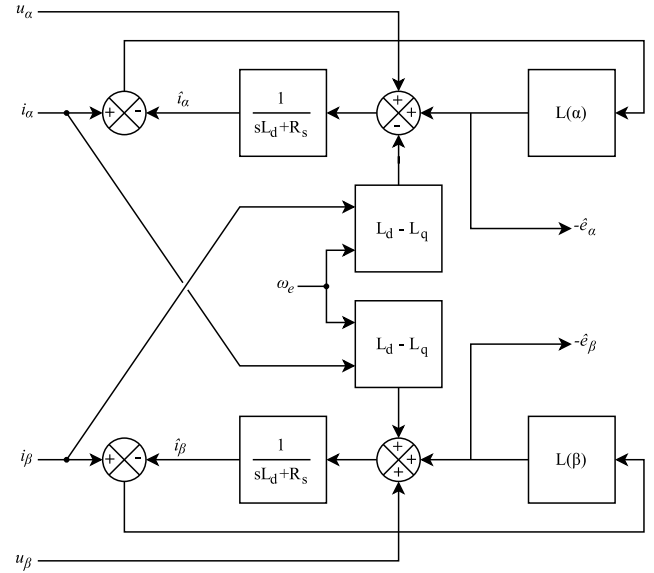 u_α
+
i_α
+ -
î_α
1
sL_d+R_s
+
-
L(α)
L_d - L_q
-ê_α
ω_e
L_d - L_q
-ê_β
+
i_β
+ -
î_β
1
sL_d+R_s
+
+
L(β)
u_β